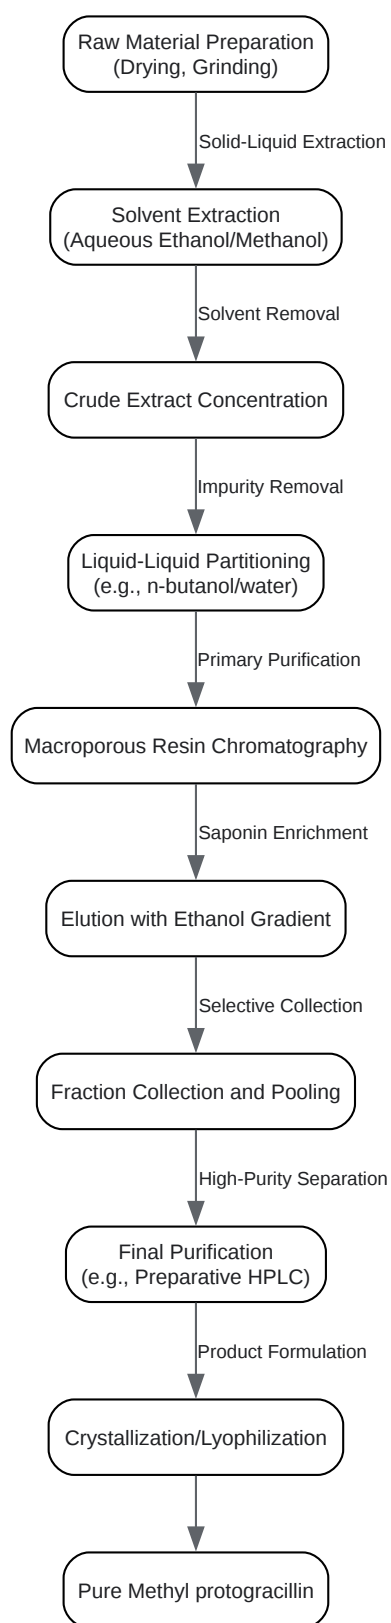 Raw Material Preparation
(Drying, Grinding)
Solid-Liquid Extraction
Solvent Extraction
(Aqueous Ethanol/Methanol)
Solvent Removal
Crude Extract Concentration
Impurity Removal
Liquid-Liquid Partitioning
(e.g., n-butanol/water)
Primary Purification
Macroporous Resin Chromatography
Saponin Enrichment
Elution with Ethanol Gradient
Selective Collection
Fraction Collection and Pooling
High-Purity Separation
Final Purification
(e.g., Preparative HPLC)
Product Formulation
Crystallization/Lyophilization
Pure Methyl protogracillin